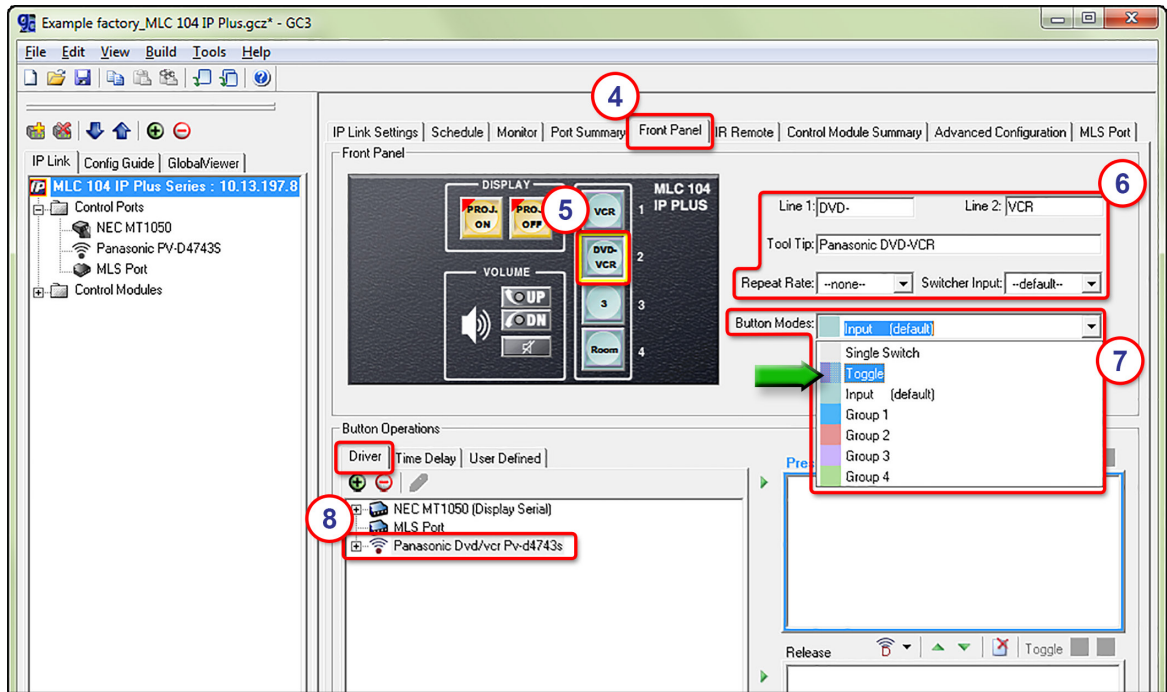 Example factory_MLC 104 IP Plus.gcz* - GC3
File Edit View Build Tools Help
4
IP Link Config Guide GlobalViewer
MLC 104 IP Plus Series : 10.13.197.8
Control Ports
NEC MT1050
Panasonic PV-D4743S
MLS Port
Control Modules
IP Link Settings Schedule Monitor Port Summary Front Panel IR Remote Control Module Summary Advanced Configuration MLS Port
Front Panel
DISPLAY
PROJ. ON
PROJ. OFF
5
VCR
1
MLC 104
IP PLUS
DVD-
VCR
2
VOLUME
UP
DN
3
3
Room
4
6
Line 1: DVD- Line 2: VCR
Tool Tip: Panasonic DVD-VCR
Repeat Rate: --none-- Switcher Input: --default--
Button Modes: Input (default)
Single Switch
Toggle
Input (default)
Group 1
Group 2
Group 3
Group 4
7
Button Operations
Driver Time Delay User Defined
8
NEC MT1050 (Display Serial)
MLS Port
Panasonic Dvd/vcr Pv-d4743s
Release
D
Toggle